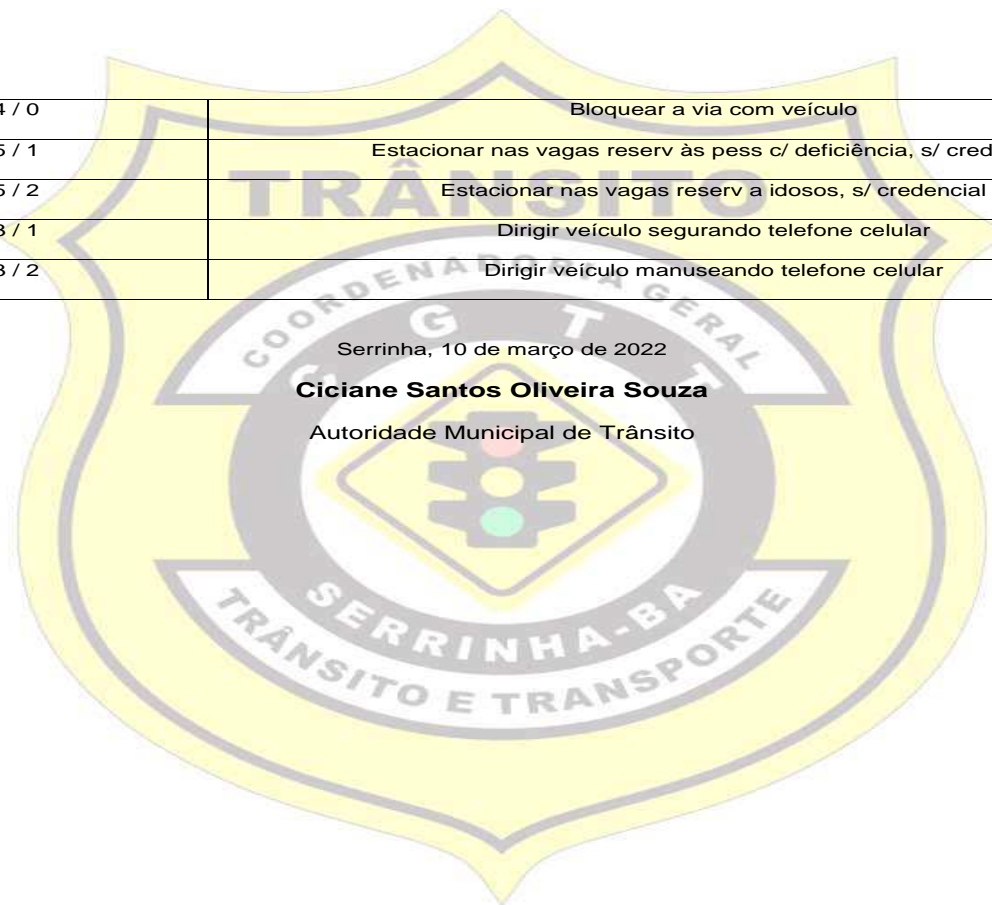 4 / 0 Bloquear a via com veículo
5 / 1 Estacionar nas vagas reserv às pess c/ deficiência, s/ cred
5 / 2 Estacionar nas vagas reserv a idosos, s/ credencial
3 / 1 Dirigir veículo segurando telefone celular
3 / 2 Dirigir veículo manuseando telefone celular
Serrinha, 10 de março de 2022
Ciciane Santos Oliveira Souza
Autoridade Municipal de Trânsito
TRÂNSITO
COORDENADORIA GERAL
C G T T
SERRINHA-BA
TRÂNSITO E TRANSPORTE